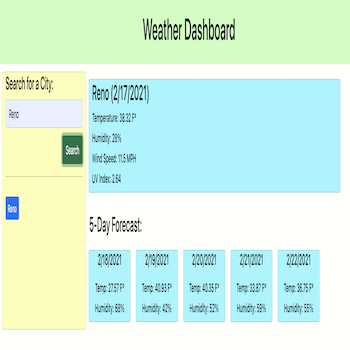 Weather Dashboard
Search for a City:
Reno
Search
Reno
Reno (2/17/2021)
Temperature: 38.32 F°
Humidity: 28%
Wind Speed: 11.5 MPH
UV Index: 2.64
5-Day Forecast:
2/18/2021 2/19/2021 2/20/2021 2/21/2021 2/22/2021
Temp: 27.57 F° Temp: 40.93 F° Temp: 40.35 F° Temp: 33.87 F° Temp: 36.75 F°
Humidity: 68% Humidity: 42% Humidity: 52% Humidity: 59% Humidity: 55%